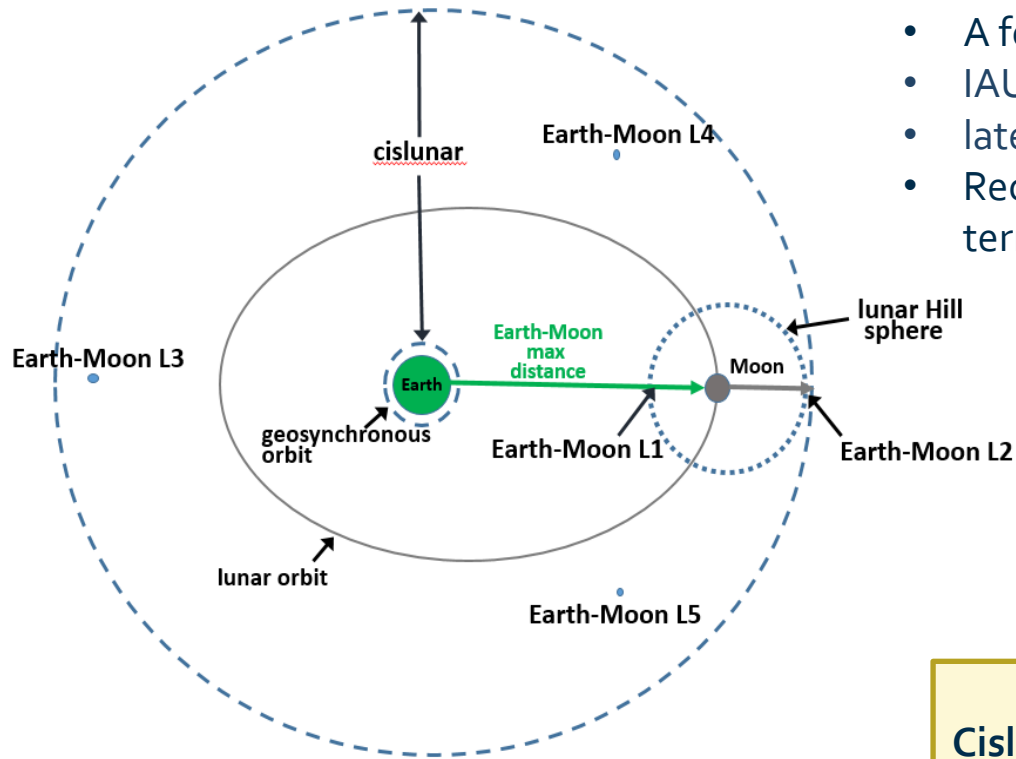 • A
• IAU
•
•
cislunar
Earth-Moon L4
Earth-Moon
max
distance
lunar Hill
sphere
Earth-Moon L3
Earth
Moon
geosynchronous
orbit
Earth-Moon L1
Earth-Moon L2
lunar orbit
Earth-Moon L5